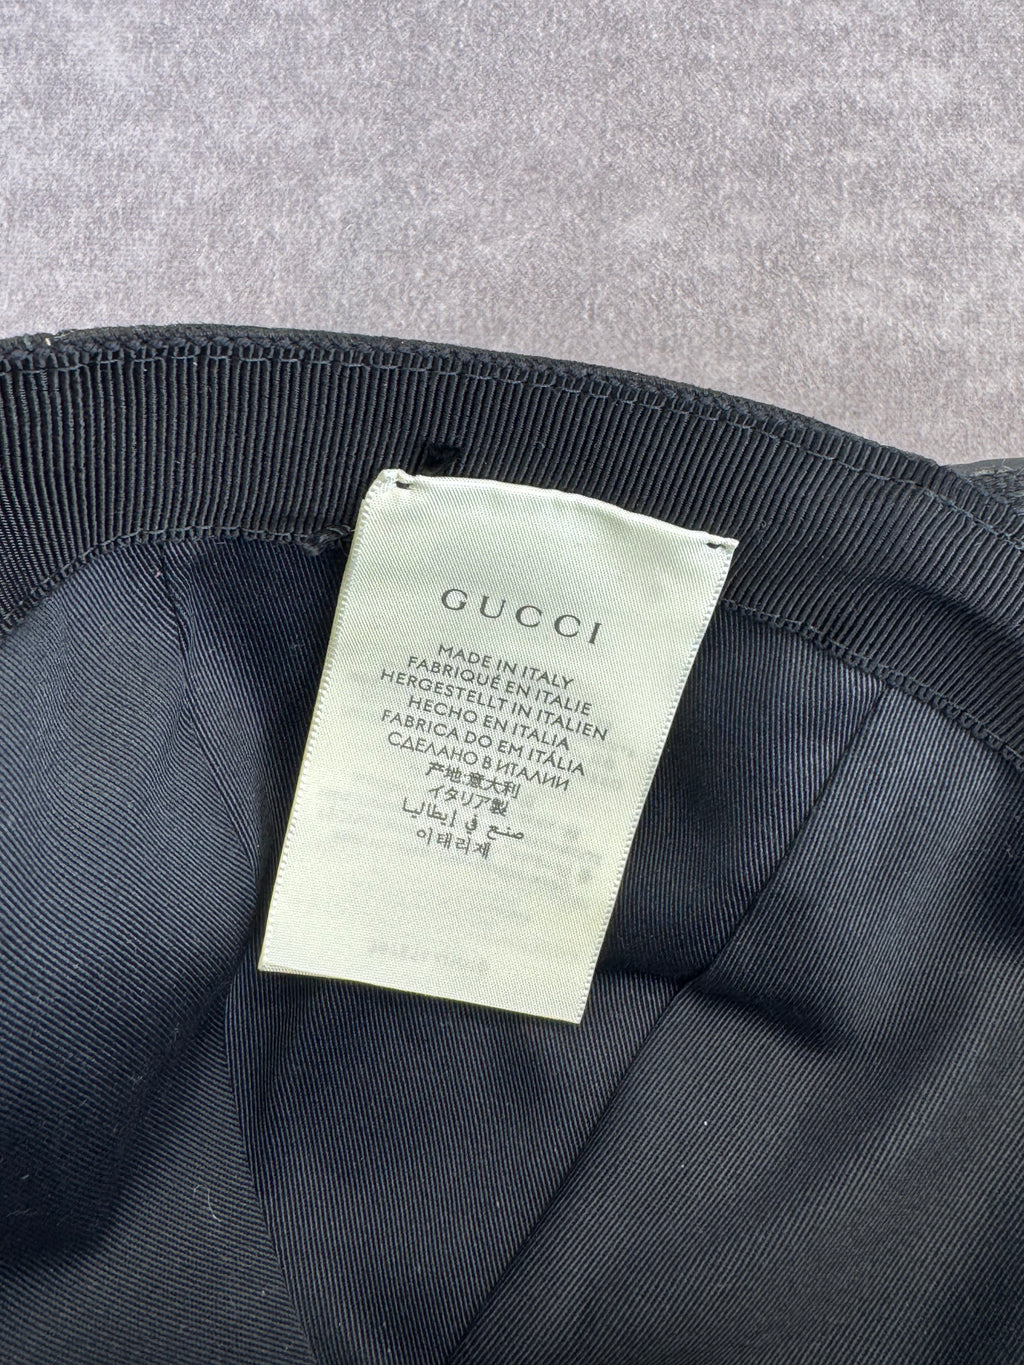 GUCCI
MADE IN ITALY
FABRIQUÉ EN ITALIE
HERGESTELLT IN ITALIEN
HECHO EN ITALIA
FABRICA DO EM ITÁLIA
СДЕЛАНО В ИТАЛИИ
产地:意大利
イタリア製
صنع في إيطاليا
이태리제